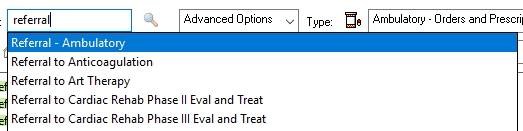 referral Advanced Options Type: Ambulatory - Orders and Prescrip
Referral - Ambulatory
Referral to Anticoagulation
Referral to Art Therapy
Referral to Cardiac Rehab Phase II Eval and Treat
Referral to Cardiac Rehab Phase III Eval and Treat